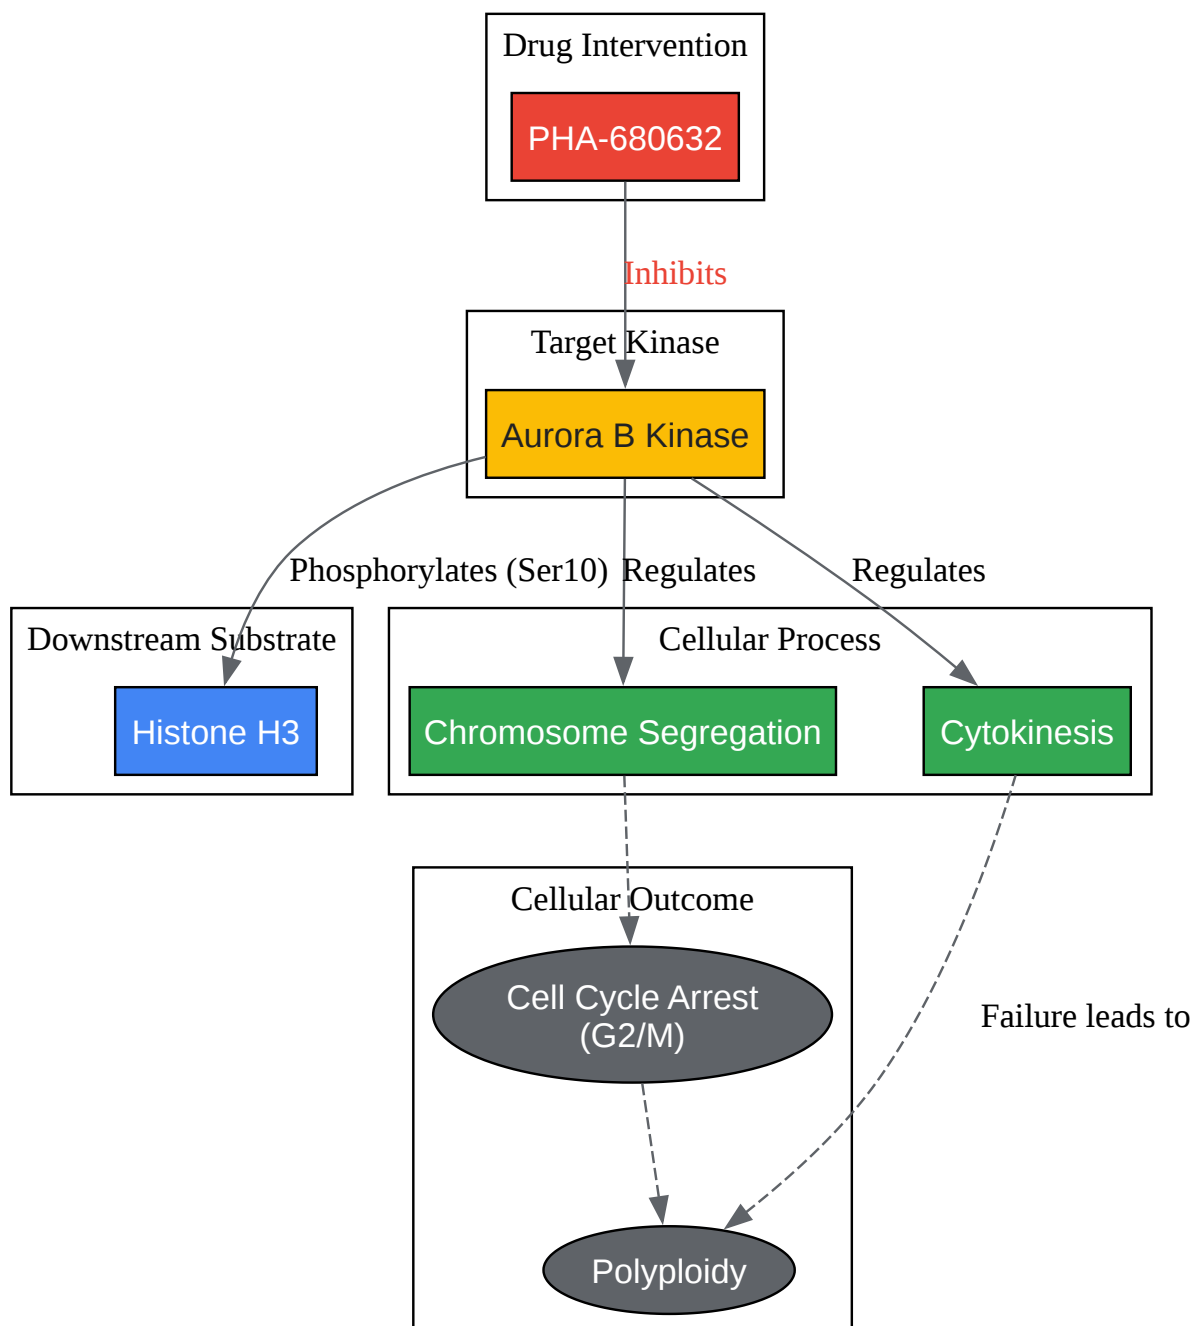 Drug Intervention
PHA-680632
Inhibits
Target Kinase
Aurora B Kinase
Phosphorylates (Ser10)
Regulates
Regulates
Downstream Substrate
Cellular Process
Histone H3
Chromosome Segregation
Cytokinesis
Cellular Outcome
Cell Cycle Arrest
(G2/M)
Failure leads to
Polyploidy